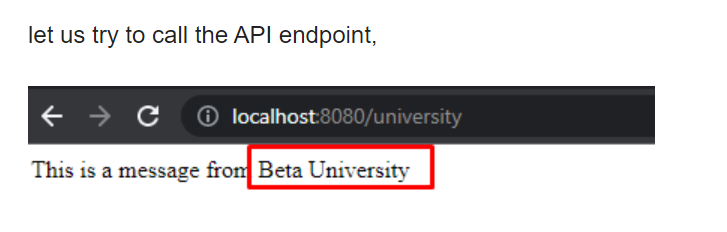 let us try to call the API endpoint,
localhost:8080/university
This is a message from Beta University